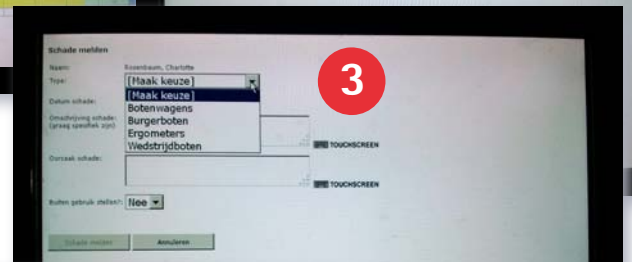 Schade melden
Naam: Rozenbaum, Charlotte
Type: [Maak keuze]
[Maak keuze]
Botenwagens
Burgerboten
Ergometers
Wedstrijdboten
Datum schade:
Omschrijving schade:
(graag specifiek zijn)
TOUCHSCREEN
Oorzaak schade:
TOUCHSCREEN
Buiten gebruik stellen?: Nee
Schade melden Annuleren
3